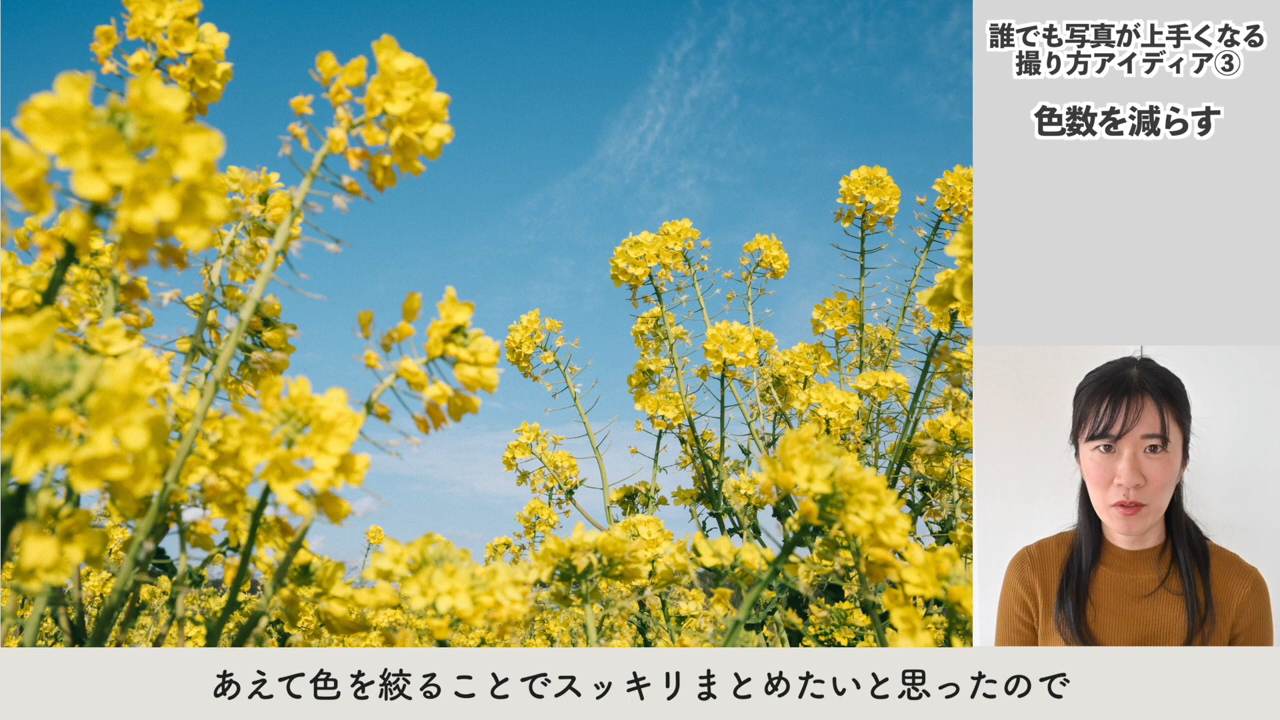 誰でも写真が上手くなる
撮り方アイディア③
色数を減らす
あえて色を絞ることでスッキリまとめたいと思ったので